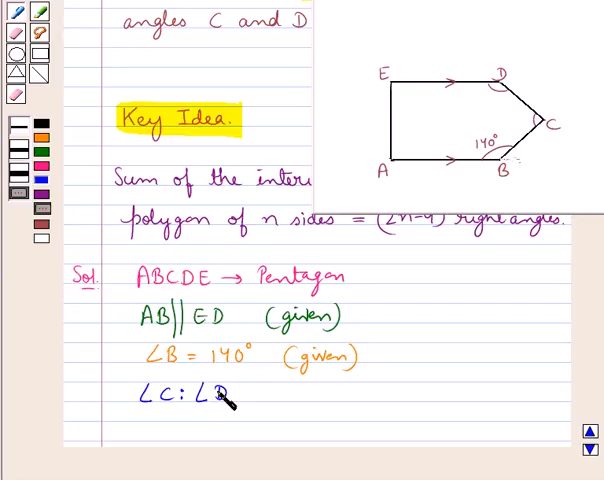 angles C and D
E
D
C
140°
A
B
Key Idea.
Sum of the
polygon of n sides = (2n-4) right angles.
Sol. ABCDE → Pentagon
AB || ED (given)
∠B = 140° (given)
∠C : ∠D